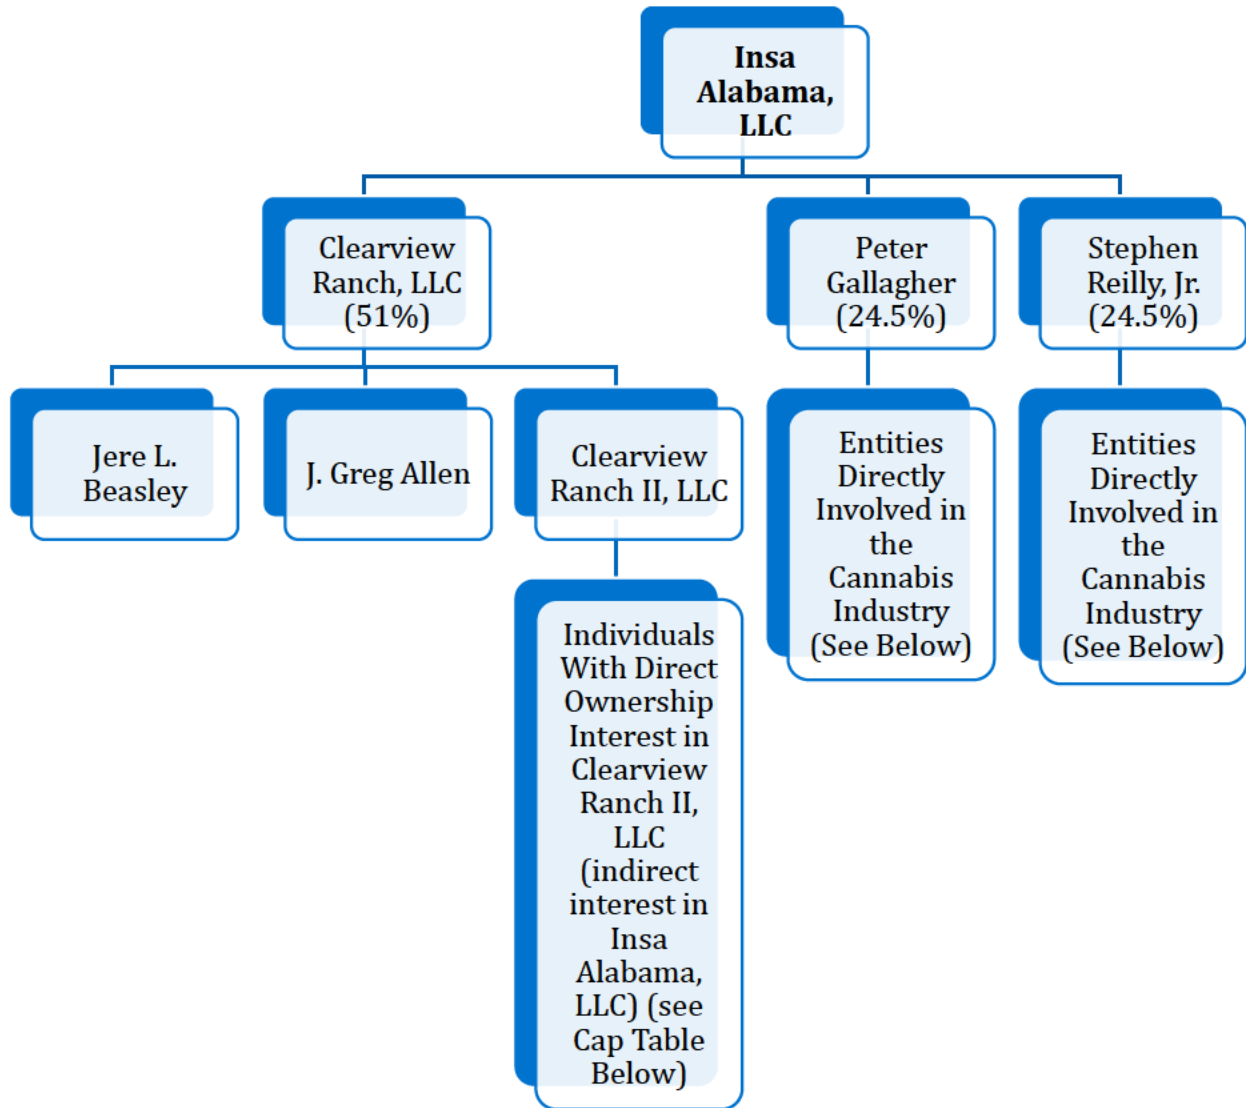 Insa
Alabama,
LLC
Clearview
Ranch, LLC
(51%)
Peter
Gallagher
(24.5%)
Stephen
Reilly, Jr.
(24.5%)
Jere L.
Beasley
J. Greg Allen
Clearview
Ranch II, LLC
Entities
Directly
Involved in
the
Cannabis
Industry
(See Below)
Entities
Directly
Involved in
the
Cannabis
Industry
(See Below)
Individuals
With Direct
Ownership
Interest in
Clearview
Ranch II,
LLC
(indirect
interest in
Insa
Alabama,
LLC) (see
Cap Table
Below)